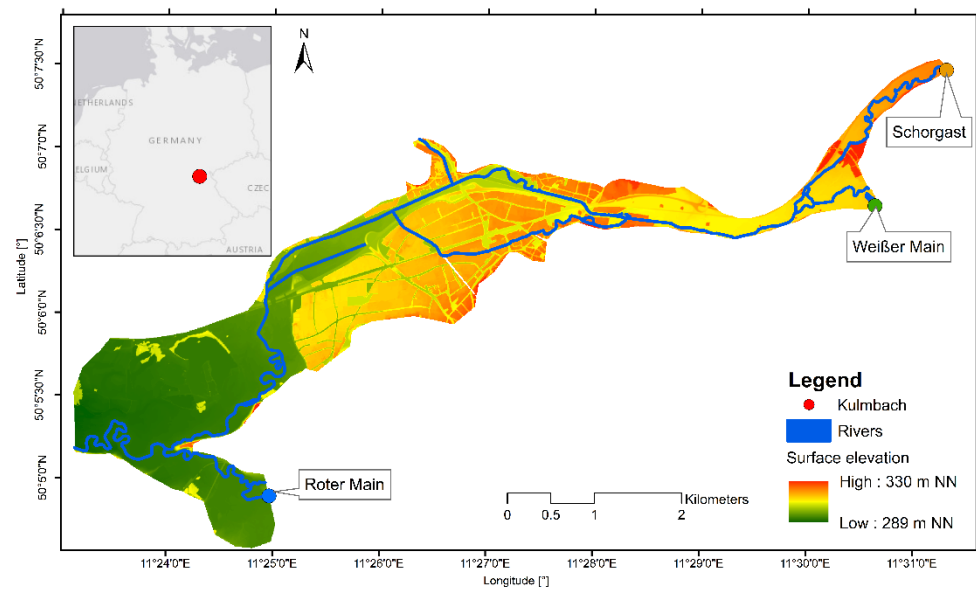 N
NETHERLANDS
GERMANY
BELGIUM
CZEC
AUSTRIA
Schorgast
Weißer Main
Roter Main
Latitude [°]
50°7'30"N
50°7'0"N
50°6'30"N
50°6'0"N
50°5'30"N
50°5'0"N
Legend
Kulmbach
Rivers
Surface elevation
High : 330 m NN
Low : 289 m NN
Kilometers
0 0.5 1 2
11°24'0"E 11°25'0"E 11°26'0"E 11°27'0"E 11°28'0"E 11°29'0"E 11°30'0"E 11°31'0"E
Longitude [°]